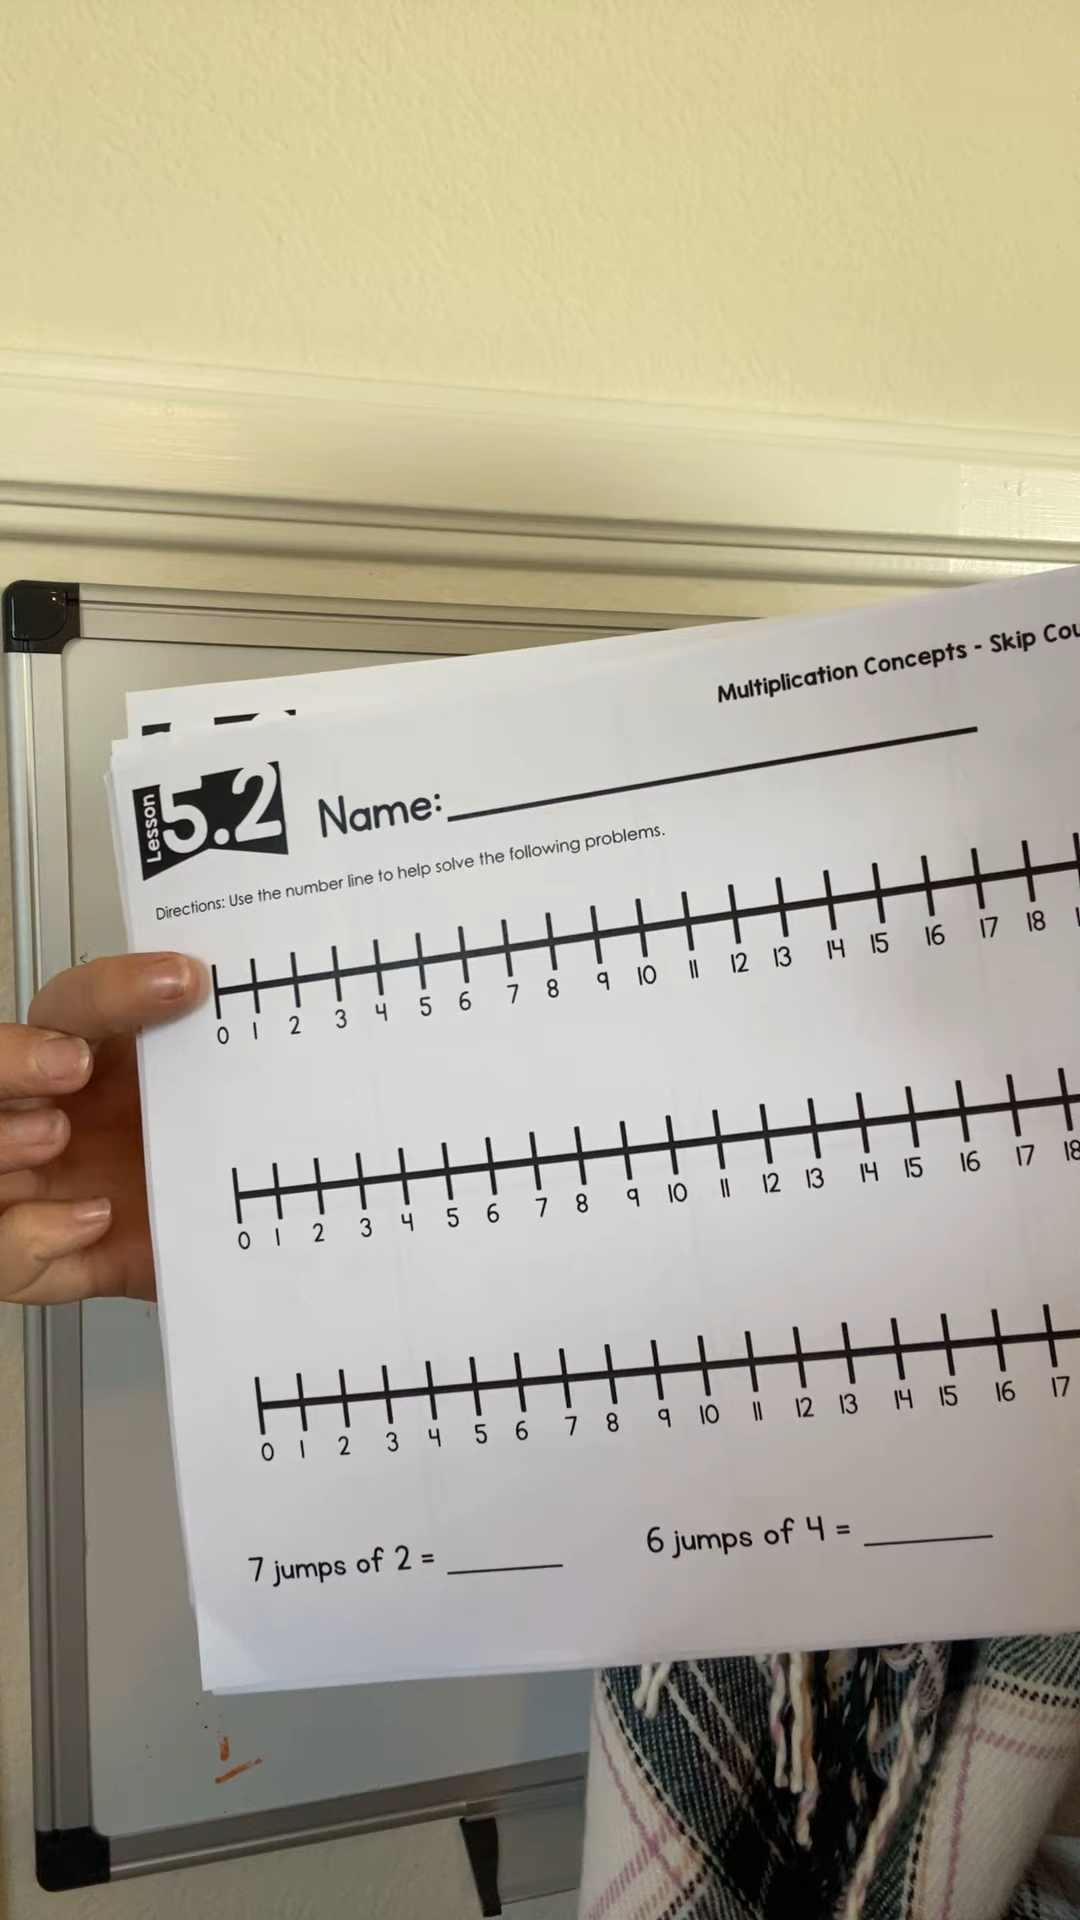 Multiplication Concepts - Skip
Lesson 5.2 Name:
Directions: Use the number line to help solve the following problems.
0 1 2 3 4 5 6 7 8 9 10 11 12 13 14 15 16 17 18
0 1 2 3 4 5 6 7 8 9 10 11 12 13 14 15 16 17 18
0 1 2 3 4 5 6 7 8 9 10 11 12 13 14 15 16 17
7 jumps of 2 = 6 jumps of 4 =